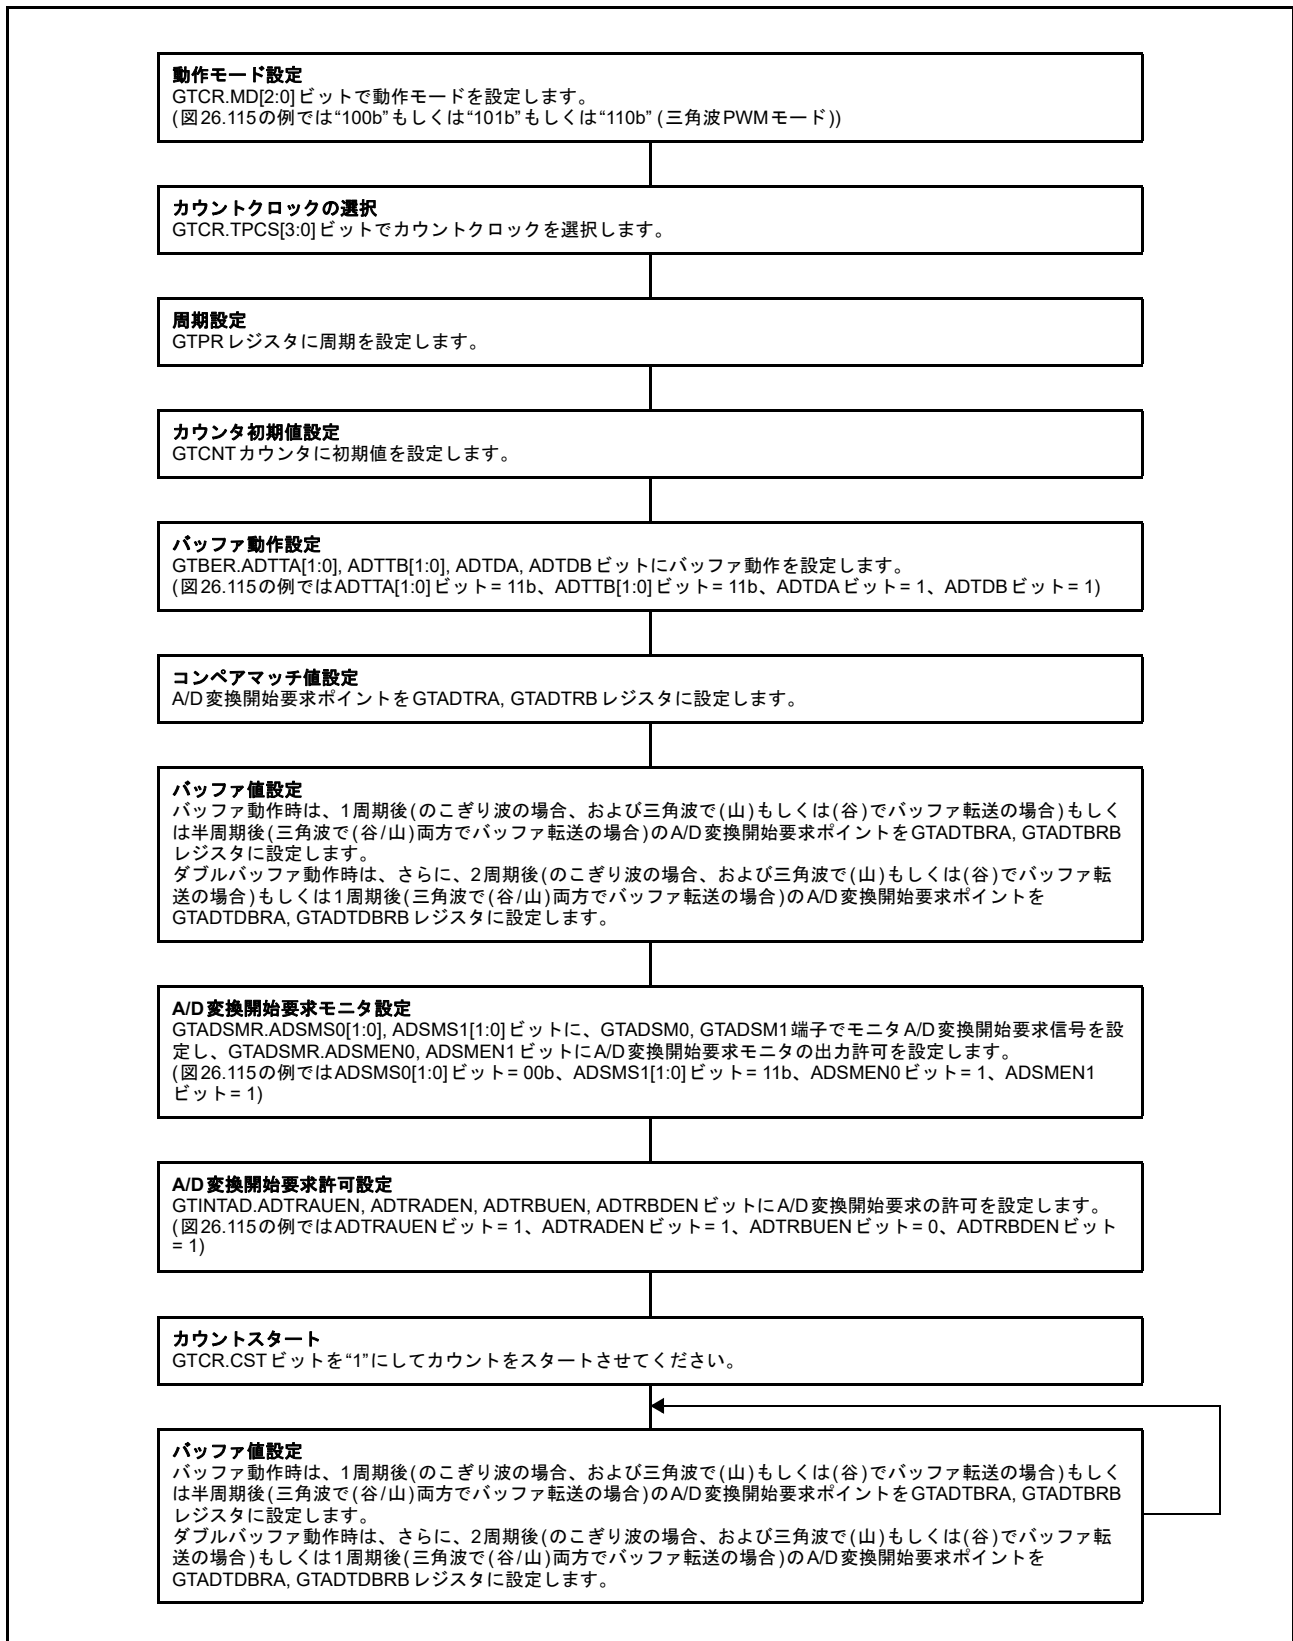 動作モード設定
GTCR.MD[2:0]ビットで動作モードを設定します。
(図26.115の例では“100b”もしくは“101b”もしくは“110b” (三角波PWMモード))
カウントクロックの選択
GTCR.TPCS[3:0]ビットでカウントクロックを選択します。
周期設定
GTPRレジスタに周期を設定します。
カウンタ初期値設定
GTCNTカウンタに初期値を設定します。
バッファ動作設定
GTBER.ADTTA[1:0], ADTTB[1:0], ADTDA, ADTDBビットにバッファ動作を設定します。
(図26.115の例ではADTTA[1:0]ビット= 11b、ADTTB[1:0]ビット= 11b、ADTDAビット= 1、ADTDBビット= 1)
コンペアマッチ値設定
A/D変換開始要求ポイントをGTADTRA, GTADTRBレジスタに設定します。
バッファ値設定
バッファ動作時は、1周期後(のこぎり波の場合、および三角波で(山)もしくは(谷)でバッファ転送の場合)もしく
は半周期後(三角波で(谷/山)両方でバッファ転送の場合)のA/D変換開始要求ポイントをGTADTBRA, GTADTBRB
レジスタに設定します。
ダブルバッファ動作時は、さらに、2周期後(のこぎり波の場合、および三角波で(山)もしくは(谷)でバッファ転
送の場合)もしくは1周期後(三角波で(谷/山)両方でバッファ転送の場合)のA/D変換開始要求ポイントを
GTADTDBRA, GTADTDBRBレジスタに設定します。
A/D変換開始要求モニタ設定
GTADSMR.ADSMS0[1:0], ADSMS1[1:0]ビットに、GTADSM0, GTADSM1端子でモニタA/D変換開始要求信号を設
定し、GTADSMR.ADSMEN0, ADSMEN1ビットにA/D変換開始要求モニタの出力許可を設定します。
(図26.115の例ではADSMS0[1:0]ビット= 00b、ADSMS1[1:0]ビット= 11b、ADSMEN0ビット= 1、ADSMEN1
ビット= 1)
A/D変換開始要求許可設定
GTINTAD.ADTRAUEN, ADTRADEN, ADTRBUEN, ADTRBDENビットにA/D変換開始要求の許可を設定します。
(図26.115の例ではADTRAUENビット= 1、ADTRADENビット= 1、ADTRBUENビット= 0、ADTRBDENビット
= 1)
カウントスタート
GTCR.CSTビットを“1”にしてカウントをスタートさせてください。
バッファ値設定
バッファ動作時は、1周期後(のこぎり波の場合、および三角波で(山)もしくは(谷)でバッファ転送の場合)もしく
は半周期後(三角波で(谷/山)両方でバッファ転送の場合)のA/D変換開始要求ポイントをGTADTBRA, GTADTBRB
レジスタに設定します。
ダブルバッファ動作時は、さらに、2周期後(のこぎり波の場合、および三角波で(山)もしくは(谷)でバッファ転
送の場合)もしくは1周期後(三角波で(谷/山)両方でバッファ転送の場合)のA/D変換開始要求ポイントを
GTADTDBRA, GTADTDBRBレジスタに設定します。